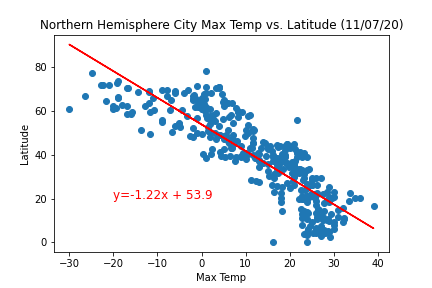 Northern Hemisphere City Max Temp vs. Latitude (11/07/20)
80
60
40
20
0
Latitude
y=-1.22x + 53.9
−30 −20 −10 0 10 20 30 40
Max Temp